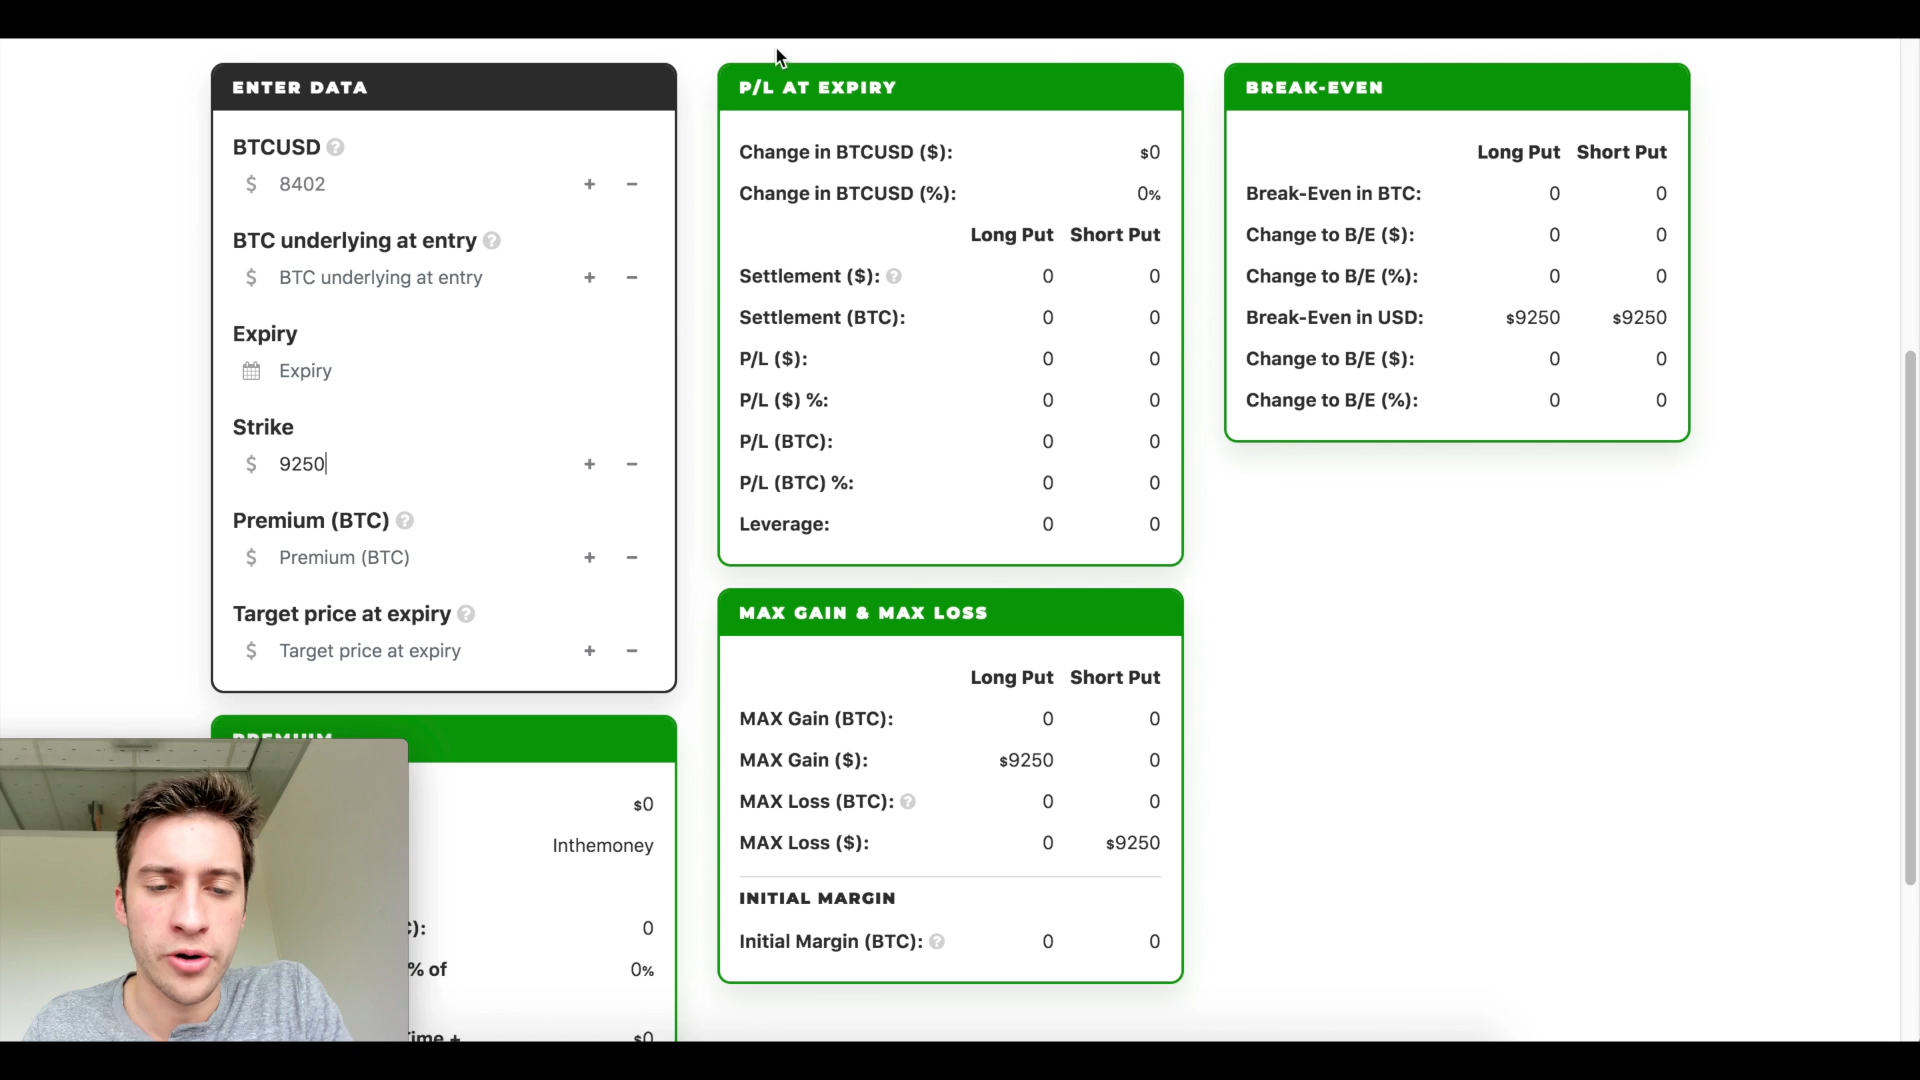 ENTER DATA
BTCUSD ?
$ 8402 + −
BTC underlying at entry ?
$ BTC underlying at entry + −
Expiry
Expiry
Strike
$ 9250 + −
Premium (BTC) ?
$ Premium (BTC) + −
Target price at expiry ?
$ Target price at expiry + −
$0
Inthemoney
0
% of 0%
$0
P/L AT EXPIRY
Change in BTCUSD ($): $0
Change in BTCUSD (%): 0%
Long Put Short Put
Settlement ($): ? 0 0
Settlement (BTC): 0 0
P/L ($): 0 0
P/L ($) %: 0 0
P/L (BTC): 0 0
P/L (BTC) %: 0 0
Leverage: 0 0
MAX GAIN & MAX LOSS
Long Put Short Put
MAX Gain (BTC): 0 0
MAX Gain ($): $9250 0
MAX Loss (BTC): ? 0 0
MAX Loss ($): 0 $9250
INITIAL MARGIN
Initial Margin (BTC): ? 0 0
BREAK-EVEN
Long Put Short Put
Break-Even in BTC: 0 0
Change to B/E ($): 0 0
Change to B/E (%): 0 0
Break-Even in USD: $9250 $9250
Change to B/E ($): 0 0
Change to B/E (%): 0 0